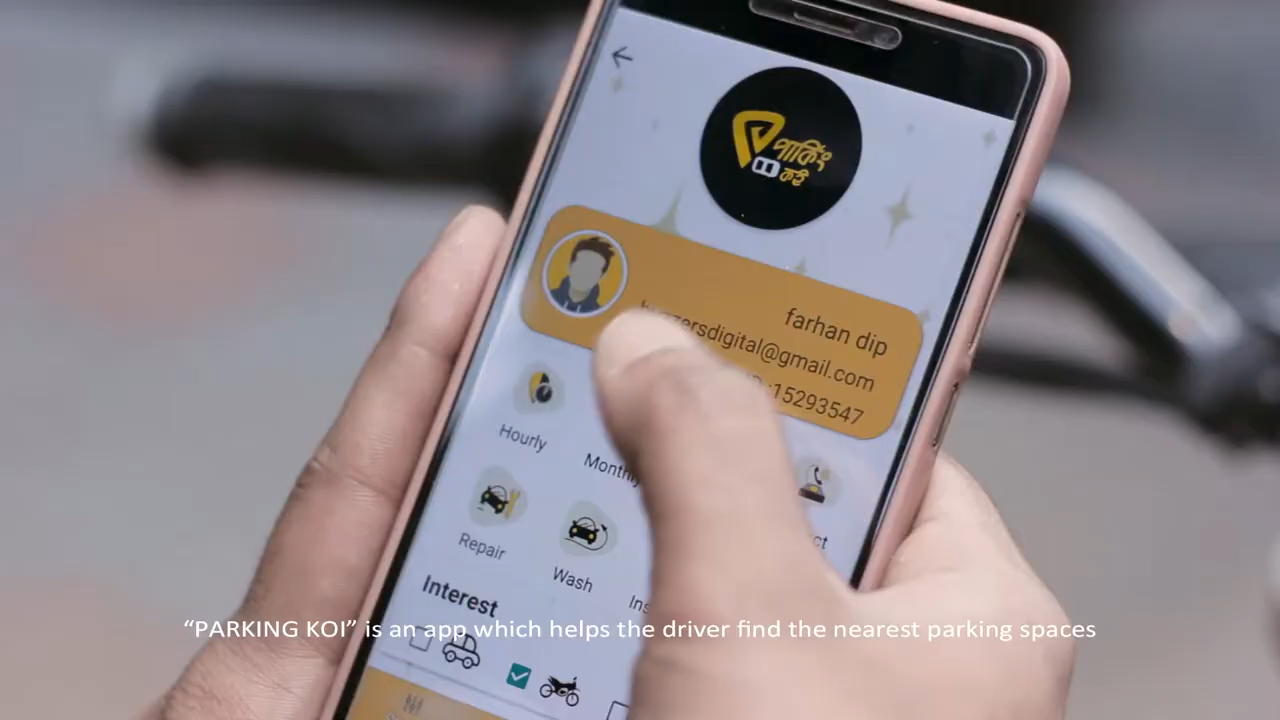 পার্কিং
কই
farhan dip
15293547
Hourly
Repair
Wash
Interest
“PARKING KOI” is an app which helps the driver find the nearest parking spaces